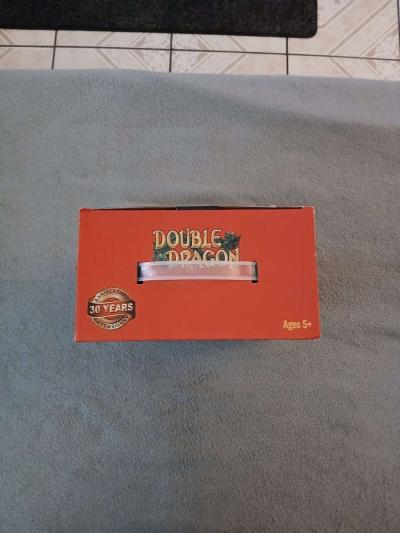 DOUBLE
DRAGON
30 YEARS
Ages 5+